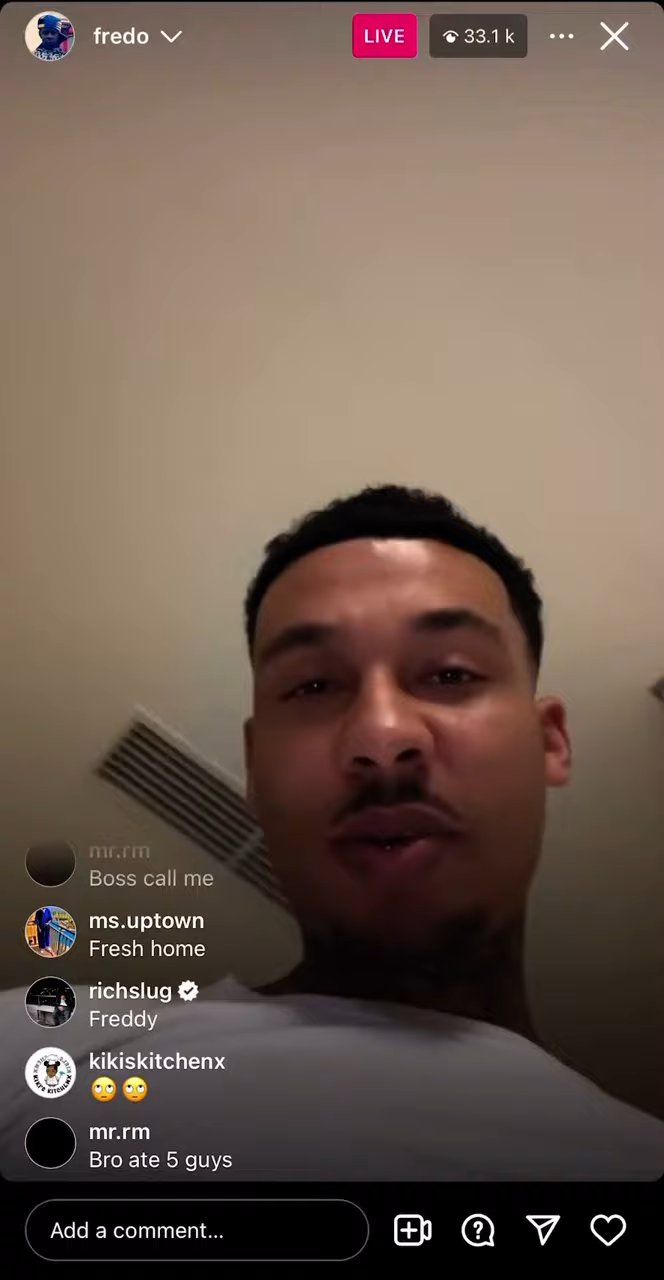 fredo
LIVE
33.1 k
mr.rm
Boss call me
ms.uptown
Fresh home
richslug
Freddy
kikiskitchenx
🙄🙄
mr.rm
Bro ate 5 guys
Add a comment...